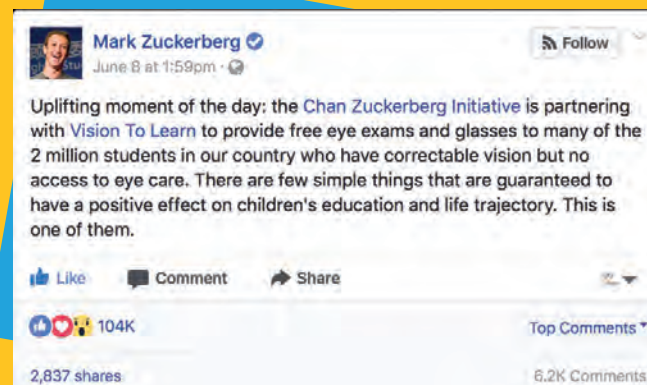 Mark Zuckerberg
Follow
June 8 at 1:59pm ·
Uplifting moment of the day: the Chan Zuckerberg Initiative is partnering
with Vision To Learn to provide free eye exams and glasses to many of the
2 million students in our country who have correctable vision but no
access to eye care. There are few simple things that are guaranteed to
have a positive effect on children's education and life trajectory. This is
one of them.
Like Comment Share
104K Top Comments
2,837 shares 6.2K Comments